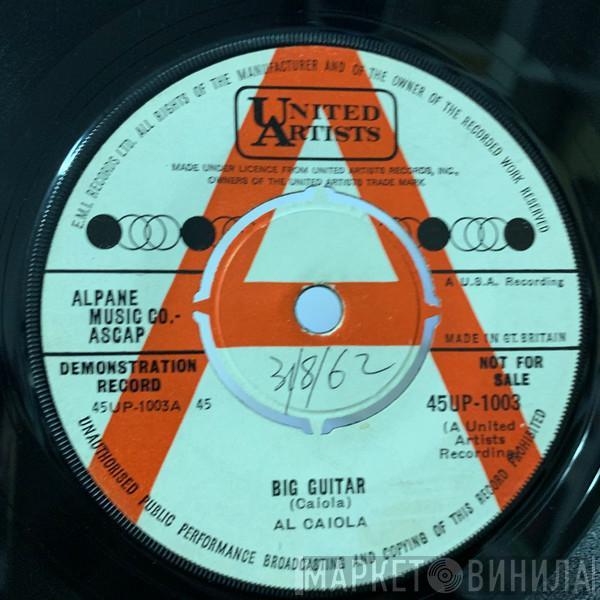 E.M.I. RECORDS LTD. ALL RIGHTS OF THE MANUFACTURER AND OF THE OWNER OF THE RECORDED WORK RESERVED
UNITED
ARTISTS
MADE UNDER LICENCE FROM UNITED ARTISTS RECORDS, INC.,
OWNERS OF THE UNITED ARTISTS TRADE MARK
ALPANE
MUSIC CO.-
ASCAP
A U.S.A. Recording
MADE IN GT. BRITAIN
DEMONSTRATION
RECORD
45UP-1003A 45
NOT FOR
SALE
45UP-1003
(A United
Artists
Recording)
3/8/62
BIG GUITAR
(Caiola)
AL CAIOLA
UNAUTHORISED PUBLIC PERFORMANCE BROADCASTING AND COPYING OF THIS RECORD PROHIBITED
МАРКЕТ ВИНИЛА